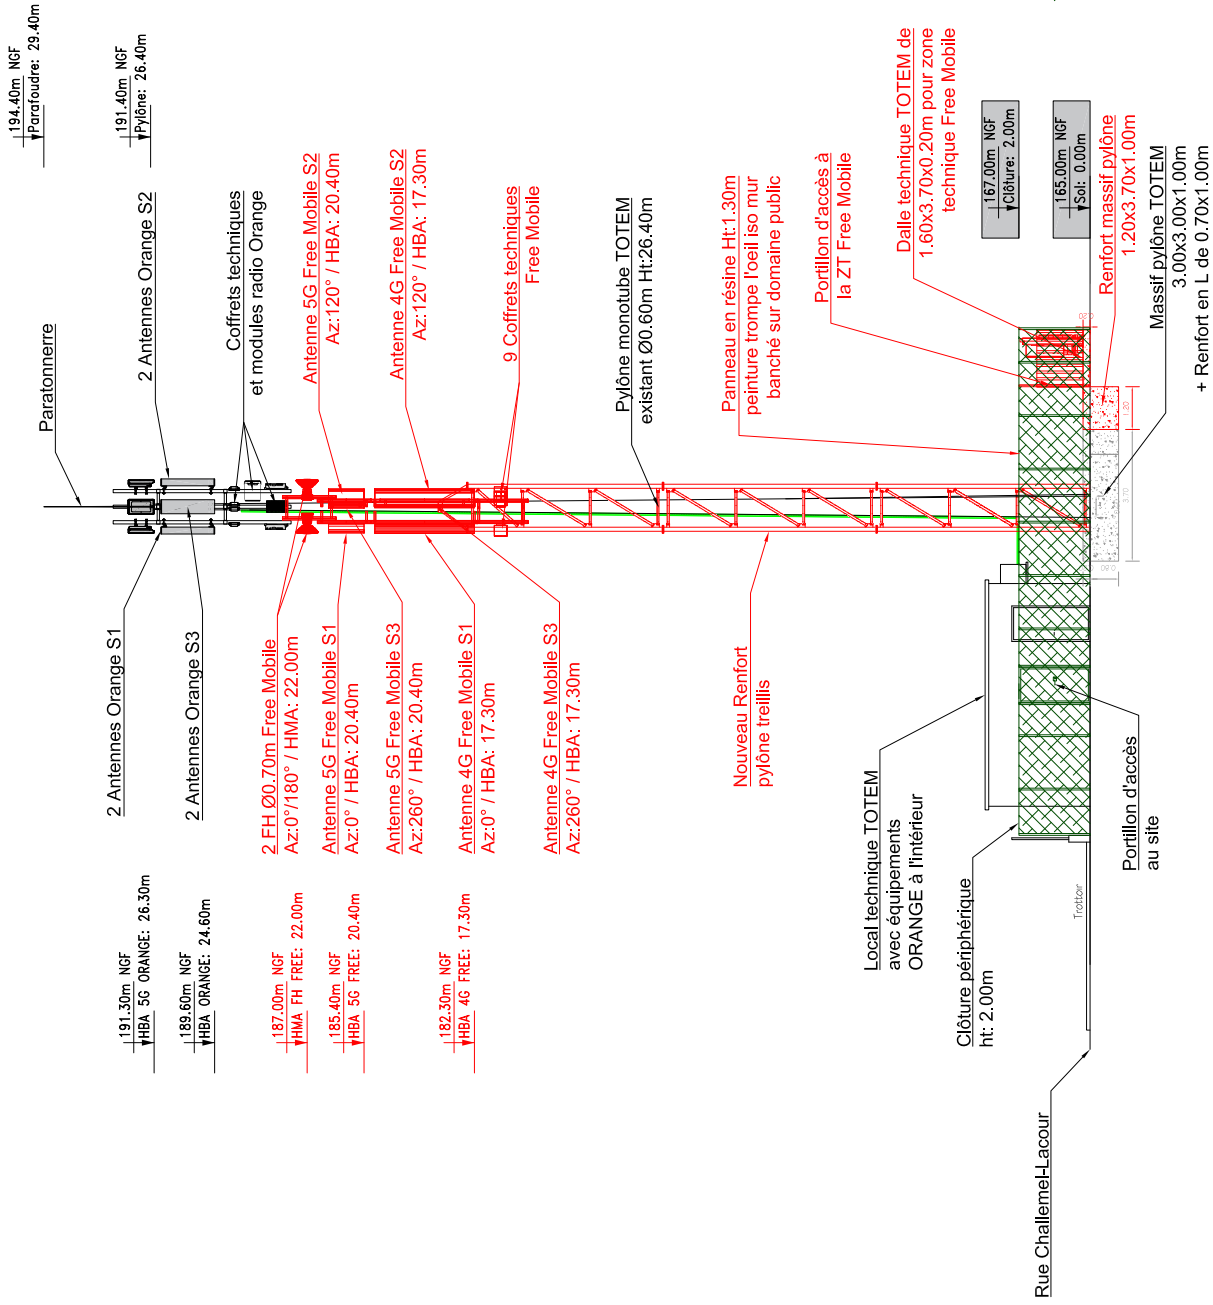 194.40m NGF
Parafoudre: 29.40m
191.40m NGF
Pylône: 26.40m
Paratonnerre
2 Antennes Orange S2
Coffrets techniques
et modules radio Orange
Antenne 5G Free Mobile S2
Az:120° / HBA: 20.40m
Antenne 4G Free Mobile S2
Az:120° / HBA: 17.30m
9 Coffrets techniques
Free Mobile
Pylône monotube TOTEM
existant Ø0.60m Ht:26.40m
Panneau en résine Ht:1.30m
peinture trompe l'oeil iso mur
banché sur domaine public
Portillon d'accès à
la ZT Free Mobile
Dalle technique TOTEM de
1.60x3.70x0.20m pour zone
technique Free Mobile
167.00m NGF
Clôture: 2.00m
165.00m NGF
Sol: 0.00m
Renfort massif pylône
1.20x3.70x1.00m
Massif pylône TOTEM
3.00x3.00x1.00m
+ Renfort en L de 0.70x1.00m
2 Antennes Orange S1
2 Antennes Orange S3
2 FH Ø0.70m Free Mobile
Az:0°/180° / HMA: 22.00m
Antenne 5G Free Mobile S1
Az:0° / HBA: 20.40m
Antenne 5G Free Mobile S3
Az:260° / HBA: 20.40m
Antenne 4G Free Mobile S1
Az:0° / HBA: 17.30m
Antenne 4G Free Mobile S3
Az:260° / HBA: 17.30m
Nouveau Renfort
pylône treillis
Local technique TOTEM
avec équipements
ORANGE à l'intérieur
Clôture périphérique
ht: 2.00m
Portillon d'accès
au site
191.30m NGF
HBA 5G ORANGE: 26.30m
189.60m NGF
HBA ORANGE: 24.60m
187.00m NGF
HMA FH FREE: 22.00m
185.40m NGF
HBA 5G FREE: 20.40m
182.30m NGF
HBA 4G FREE: 17.30m
Trottoir
Rue Challemel-Lacour
1.20
3.70